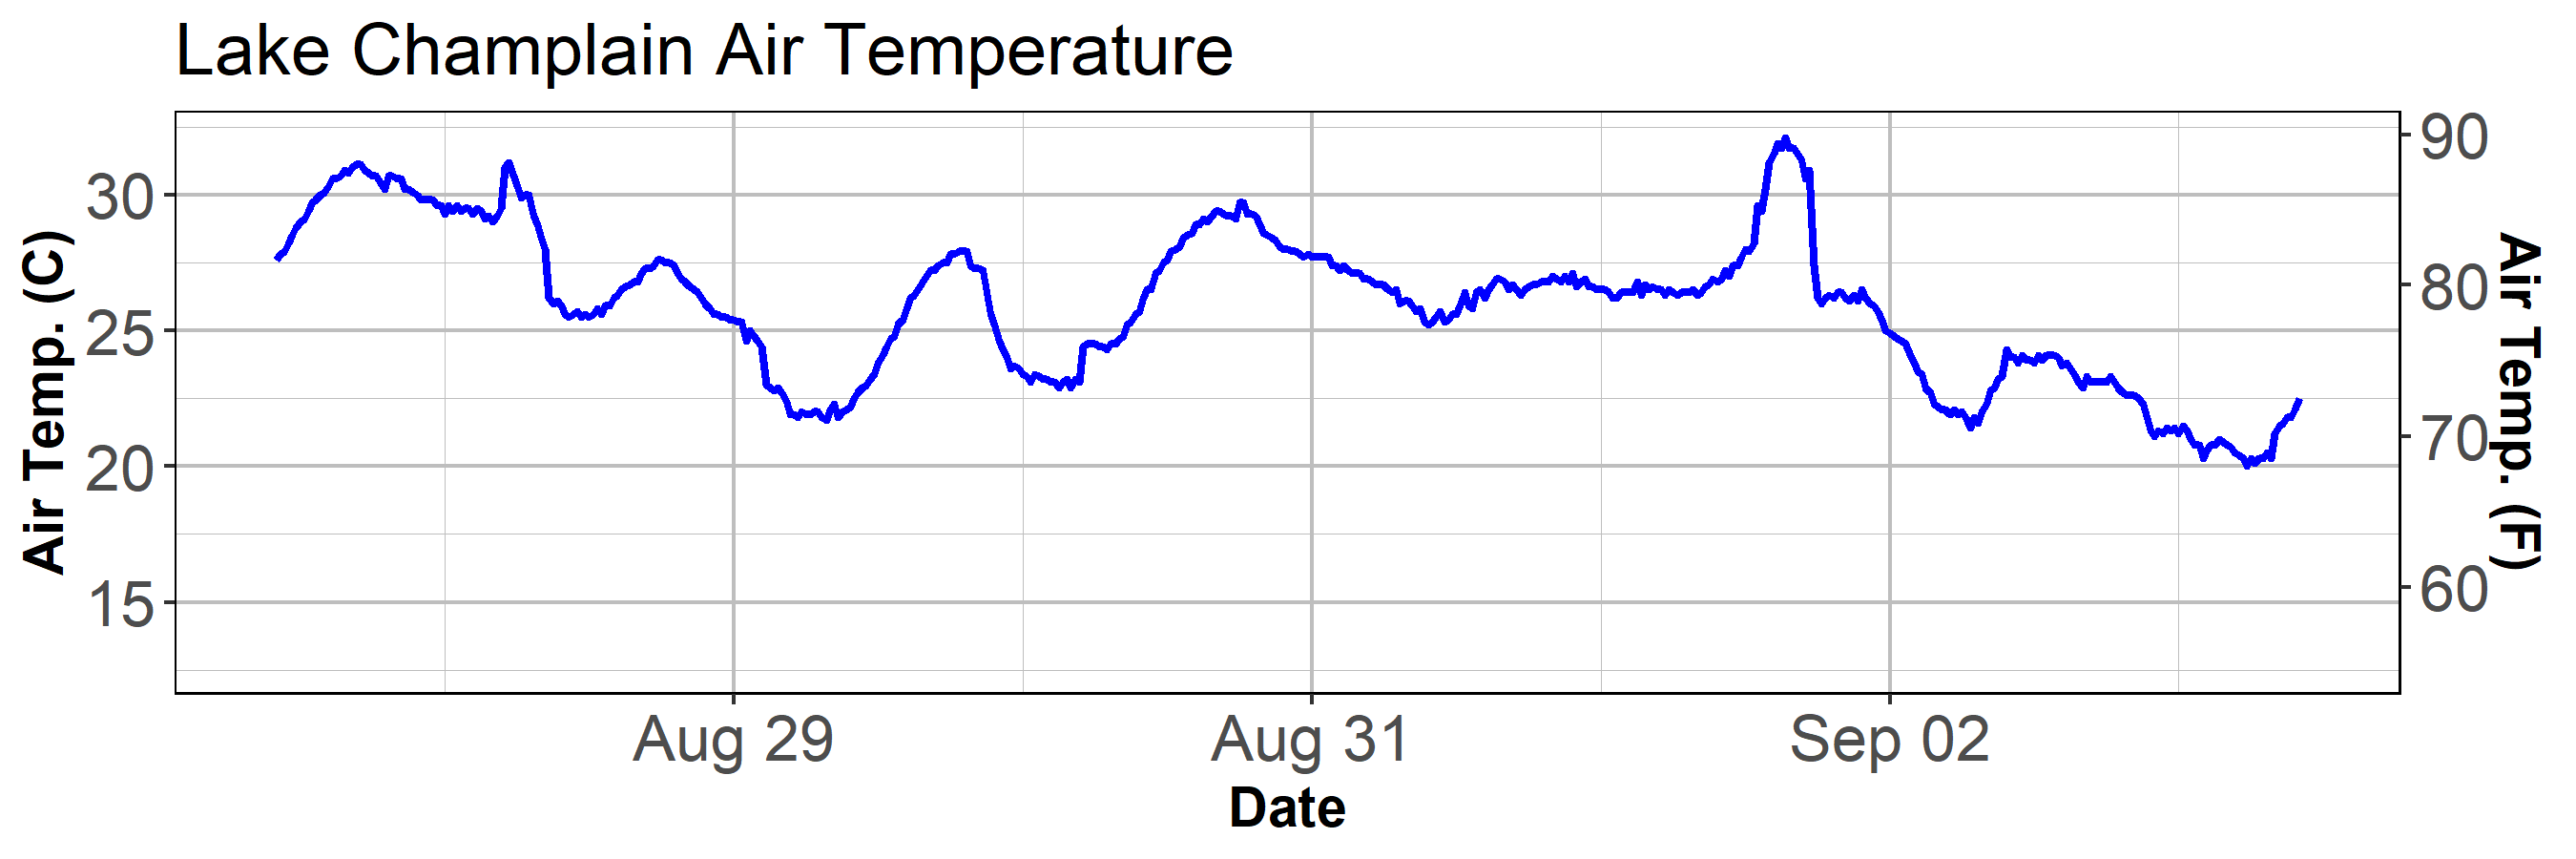 Lake Champlain Air Temperature
Air Temp. (C)
30
25
20
15
90
80
70
60
Air Temp. (F)
Aug 29
Aug 31
Sep 02
Date